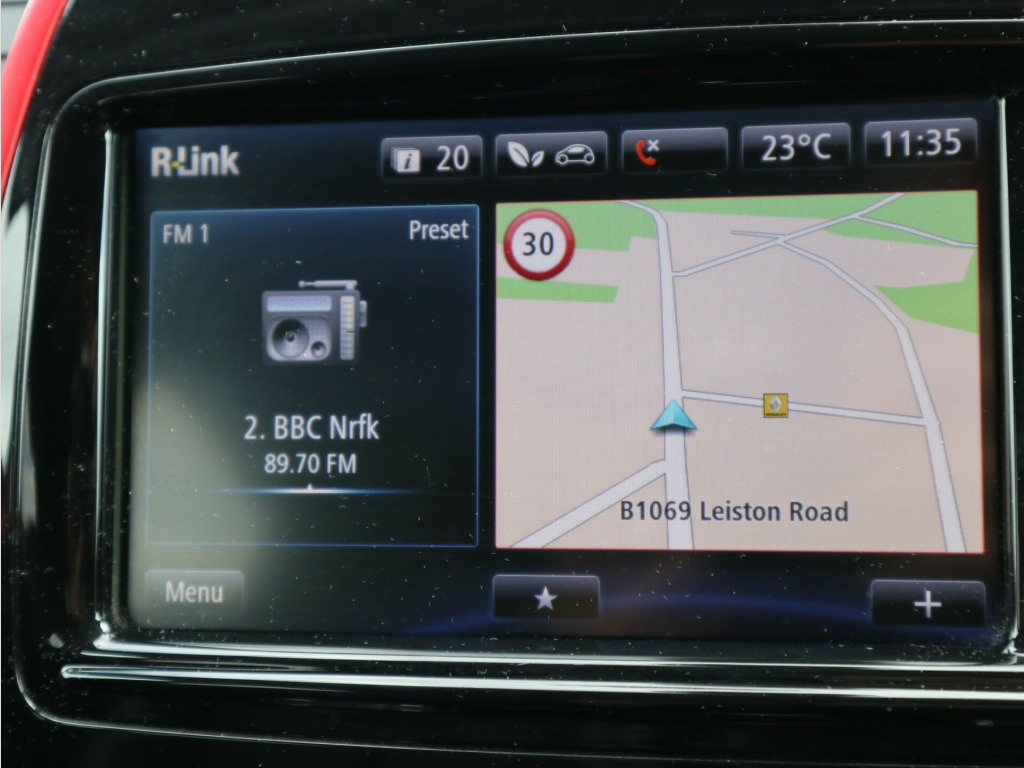 R-Link
i 20
23°C
11:35
FM 1
Preset
30
2. BBC Nrfk
89.70 FM
B1069 Leiston Road
Menu